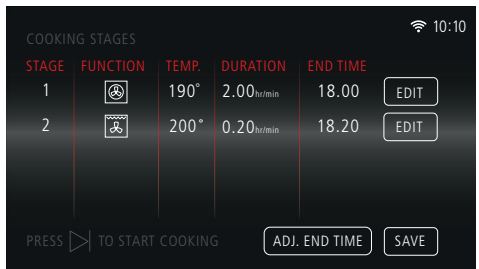 10:10
COOKING STAGES
STAGE FUNCTION TEMP. DURATION END TIME
1 190° 2.00hr/min 18.00 EDIT
2 200° 0.20hr/min 18.20 EDIT
PRESS TO START COOKING ADJ. END TIME SAVE